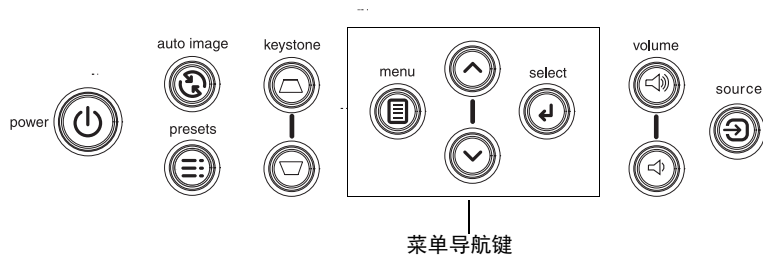 auto image
keystone
menu
select
volume
source
power
presets
菜单导航键